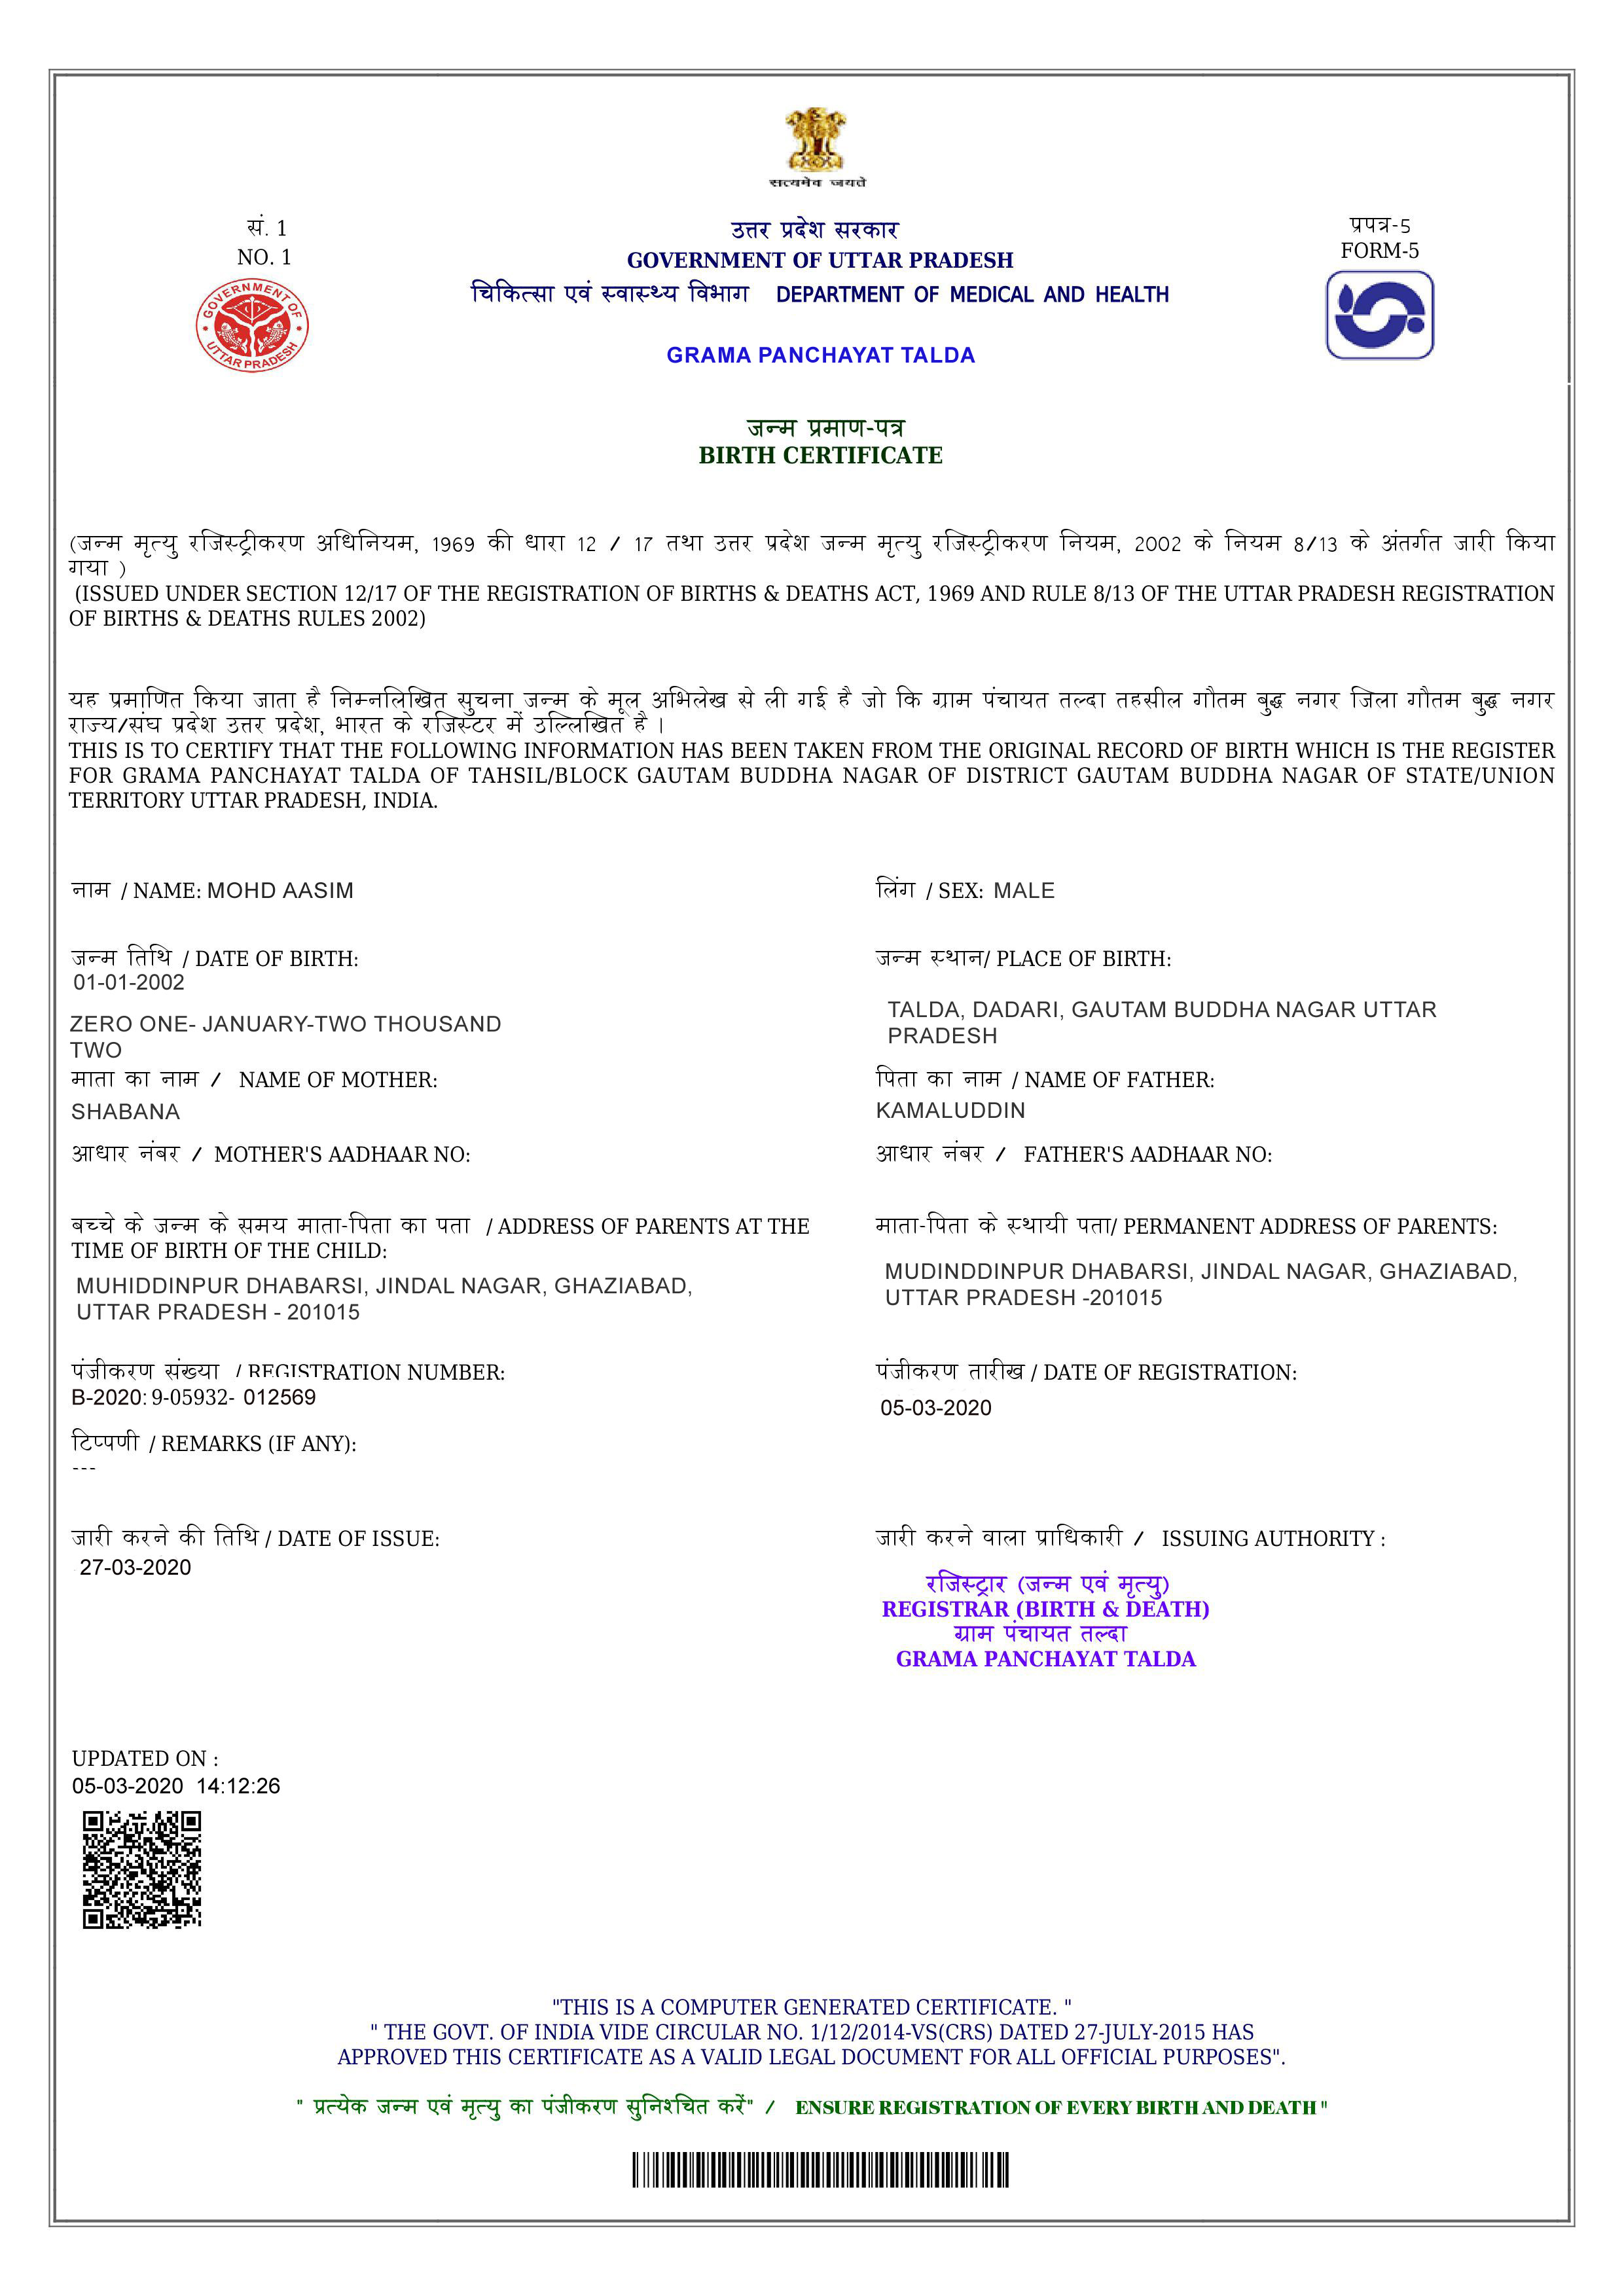 सत्यमेव जयते
सं. 1
NO. 1
GOVERNMENT OF
UTTAR PRADESH
उत्तर प्रदेश सरकार
GOVERNMENT OF UTTAR PRADESH
चिकित्सा एवं स्वास्थ्य विभाग DEPARTMENT OF MEDICAL AND HEALTH
GRAMA PANCHAYAT TALDA
प्रपत्र-5
FORM-5
जन्म प्रमाण-पत्र
BIRTH CERTIFICATE
(जन्म मृत्यु रजिस्ट्रीकरण अधिनियम, 1969 की धारा 12 / 17 तथा उत्तर प्रदेश जन्म मृत्यु रजिस्ट्रीकरण नियम, 2002 के नियम 8/13 के अंतर्गत जारी किया
गया )
(ISSUED UNDER SECTION 12/17 OF THE REGISTRATION OF BIRTHS & DEATHS ACT, 1969 AND RULE 8/13 OF THE UTTAR PRADESH REGISTRATION
OF BIRTHS & DEATHS RULES 2002)
यह प्रमाणित किया जाता है निम्नलिखित सुचना जन्म के मूल अभिलेख से ली गई है जो कि ग्राम पंचायत तल्दा तहसील गौतम बुद्ध नगर जिला गौतम बुद्ध नगर
राज्य/संघ प्रदेश उत्तर प्रदेश, भारत के रजिस्टर में उल्लिखित है ।
THIS IS TO CERTIFY THAT THE FOLLOWING INFORMATION HAS BEEN TAKEN FROM THE ORIGINAL RECORD OF BIRTH WHICH IS THE REGISTER
FOR GRAMA PANCHAYAT TALDA OF TAHSIL/BLOCK GAUTAM BUDDHA NAGAR OF DISTRICT GAUTAM BUDDHA NAGAR OF STATE/UNION
TERRITORY UTTAR PRADESH, INDIA.
नाम / NAME: MOHD AASIM
लिंग / SEX: MALE
जन्म तिथि / DATE OF BIRTH:
01-01-2002
ZERO ONE- JANUARY-TWO THOUSAND
TWO
जन्म स्थान/ PLACE OF BIRTH:
TALDA, DADARI, GAUTAM BUDDHA NAGAR UTTAR
PRADESH
माता का नाम / NAME OF MOTHER:
SHABANA
पिता का नाम / NAME OF FATHER:
KAMALUDDIN
आधार नंबर / MOTHER'S AADHAAR NO:
आधार नंबर / FATHER'S AADHAAR NO:
बच्चे के जन्म के समय माता-पिता का पता / ADDRESS OF PARENTS AT THE
TIME OF BIRTH OF THE CHILD:
MUHIDDINPUR DHABARSI, JINDAL NAGAR, GHAZIABAD,
UTTAR PRADESH - 201015
माता-पिता के स्थायी पता/ PERMANENT ADDRESS OF PARENTS:
MUDINDDINPUR DHABARSI, JINDAL NAGAR, GHAZIABAD,
UTTAR PRADESH -201015
पंजीकरण संख्या / REGISTRATION NUMBER:
B-2020: 9-05932- 012569
पंजीकरण तारीख / DATE OF REGISTRATION:
05-03-2020
टिप्पणी / REMARKS (IF ANY):
---
जारी करने की तिथि / DATE OF ISSUE:
27-03-2020
जारी करने वाला प्राधिकारी / ISSUING AUTHORITY :
रजिस्ट्रार (जन्म एवं मृत्यु)
REGISTRAR (BIRTH & DEATH)
ग्राम पंचायत तल्दा
GRAMA PANCHAYAT TALDA
UPDATED ON :
05-03-2020 14:12:26
"THIS IS A COMPUTER GENERATED CERTIFICATE. "
" THE GOVT. OF INDIA VIDE CIRCULAR NO. 1/12/2014-VS(CRS) DATED 27-JULY-2015 HAS
APPROVED THIS CERTIFICATE AS A VALID LEGAL DOCUMENT FOR ALL OFFICIAL PURPOSES".
" प्रत्येक जन्म एवं मृत्यु का पंजीकरण सुनिश्चित करें" / ENSURE REGISTRATION OF EVERY BIRTH AND DEATH "